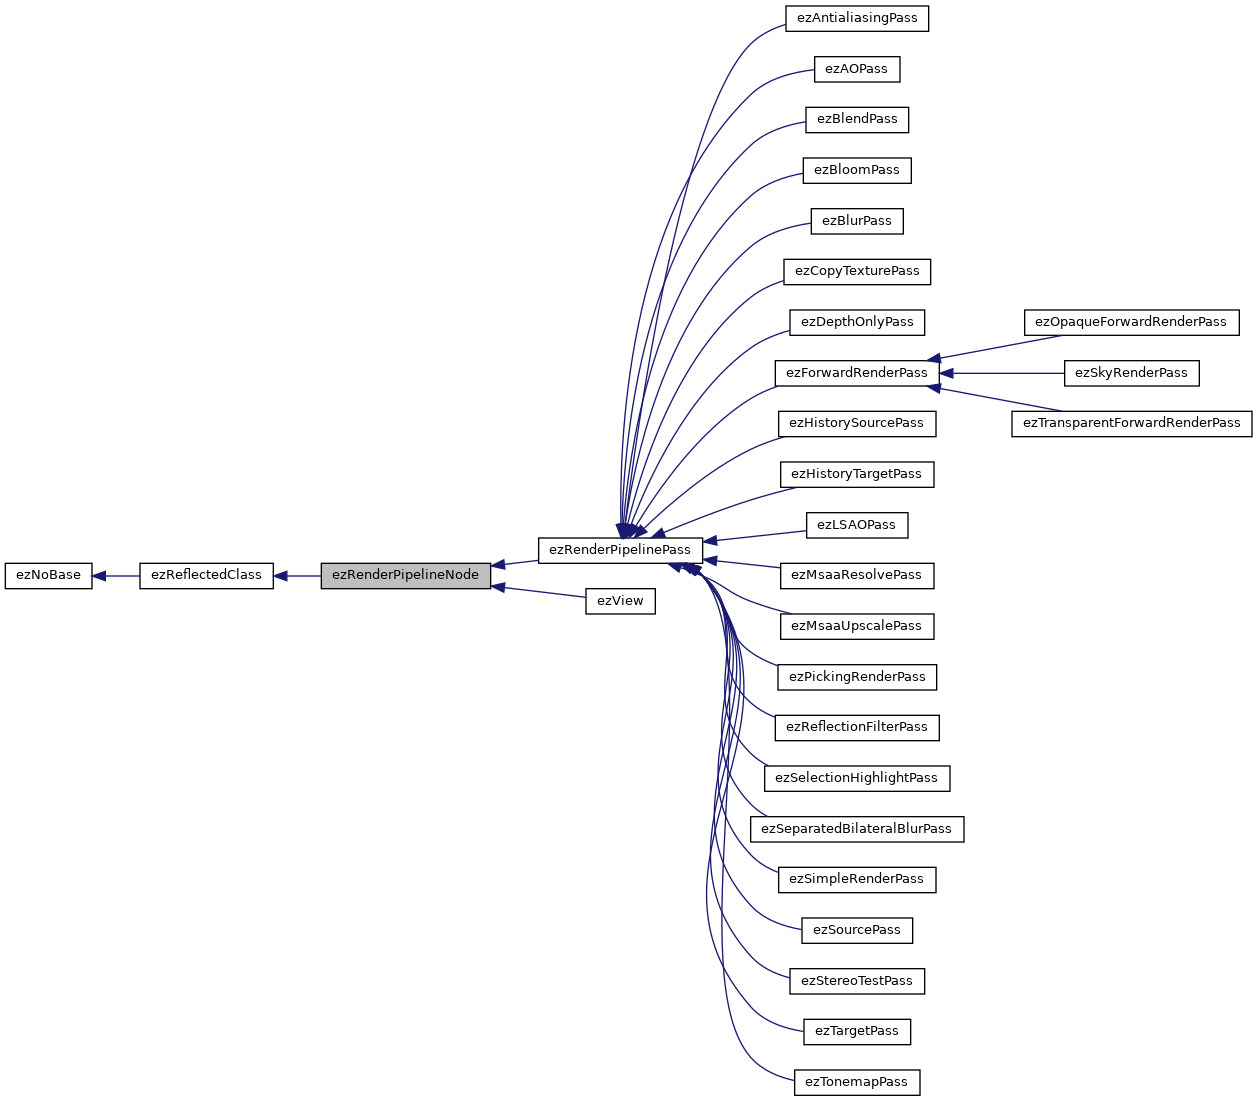 ezAntialiasingPass
ezAOPass
ezBlendPass
ezBloomPass
ezBlurPass
ezCopyTexturePass
ezDepthOnlyPass
ezOpaqueForwardRenderPass
ezForwardRenderPass
ezSkyRenderPass
ezHistorySourcePass
ezTransparentForwardRenderPass
ezHistoryTargetPass
ezLSAOPass
ezRenderPipelinePass
ezNoBase
ezReflectedClass
ezRenderPipelineNode
ezMsaaResolvePass
ezView
ezMsaaUpscalePass
ezPickingRenderPass
ezReflectionFilterPass
ezSelectionHighlightPass
ezSeparatedBilateralBlurPass
ezSimpleRenderPass
ezSourcePass
ezStereoTestPass
ezTargetPass
ezTonemapPass